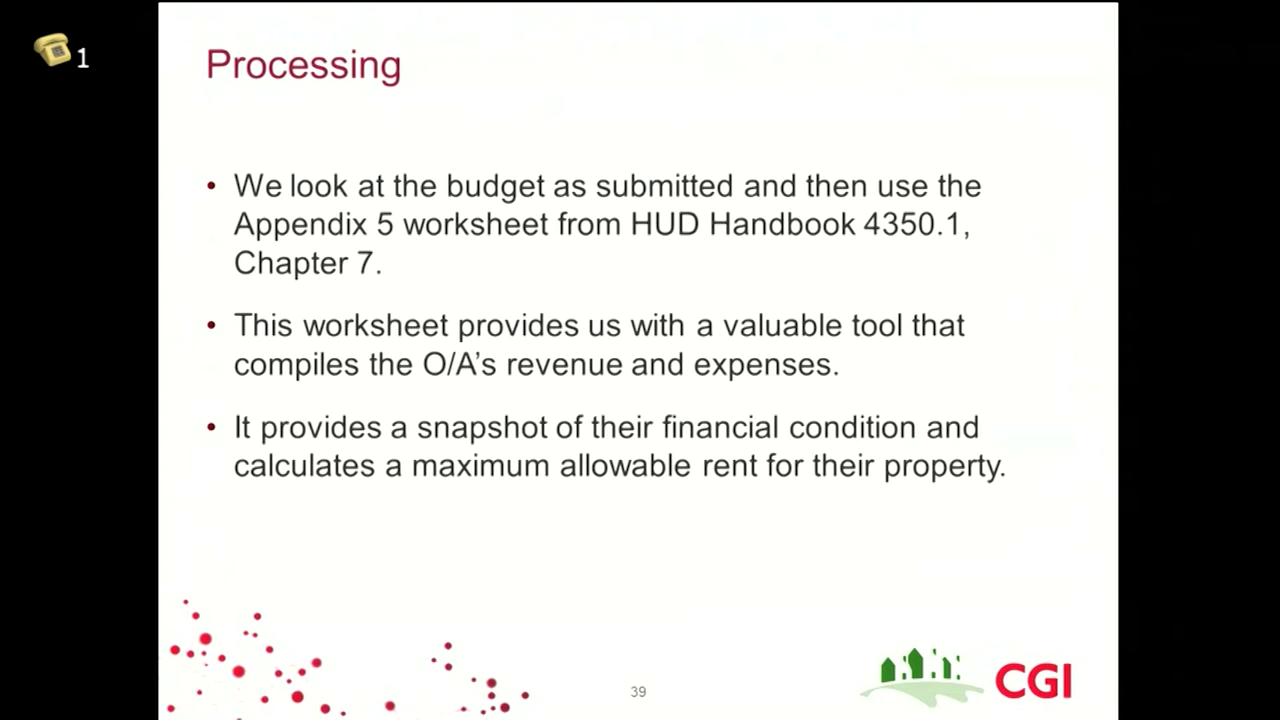 1
Processing
• We look at the budget as submitted and then use the
Appendix 5 worksheet from HUD Handbook 4350.1,
Chapter 7.
• This worksheet provides us with a valuable tool that
compiles the O/A’s revenue and expenses.
• It provides a snapshot of their financial condition and
calculates a maximum allowable rent for their property.
39
CGI